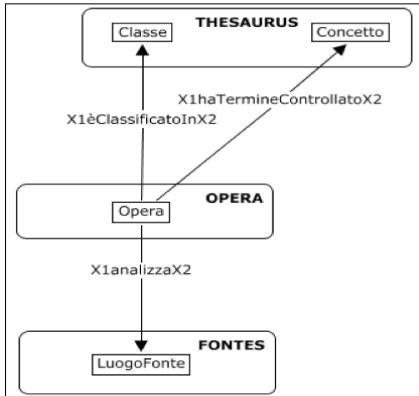 THESAURUS
Classe
Concetto
X1haTermineControllatoX2
X1èClassificatoInX2
OPERA
Opera
X1analizzaX2
FONTES
LuogoFonte